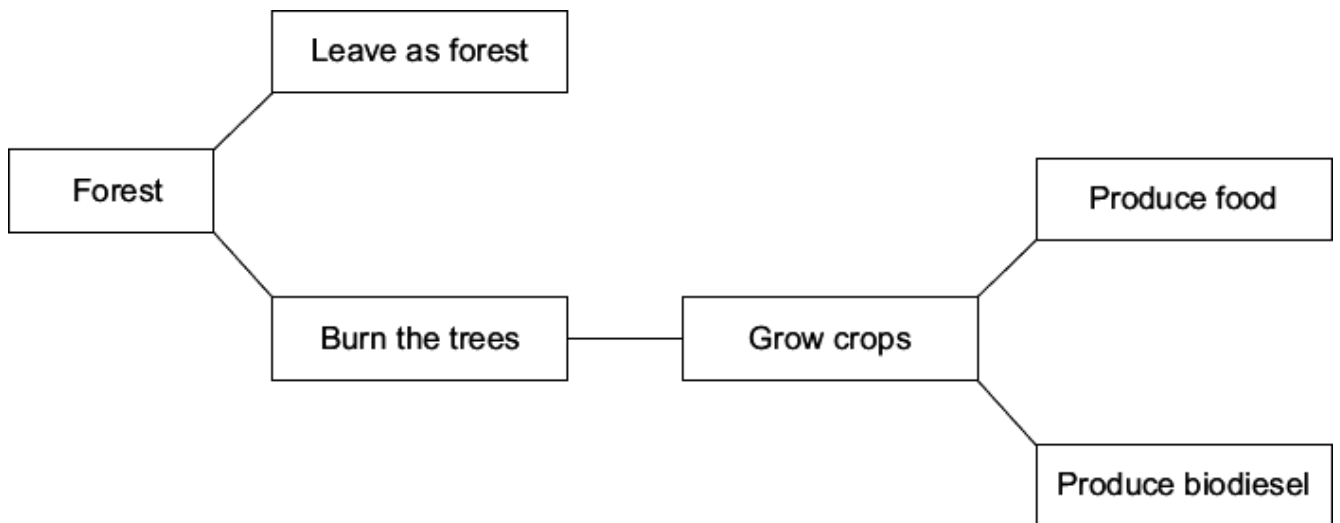 Leave as forest
Forest
Produce food
Burn the trees
Grow crops
Produce biodiesel